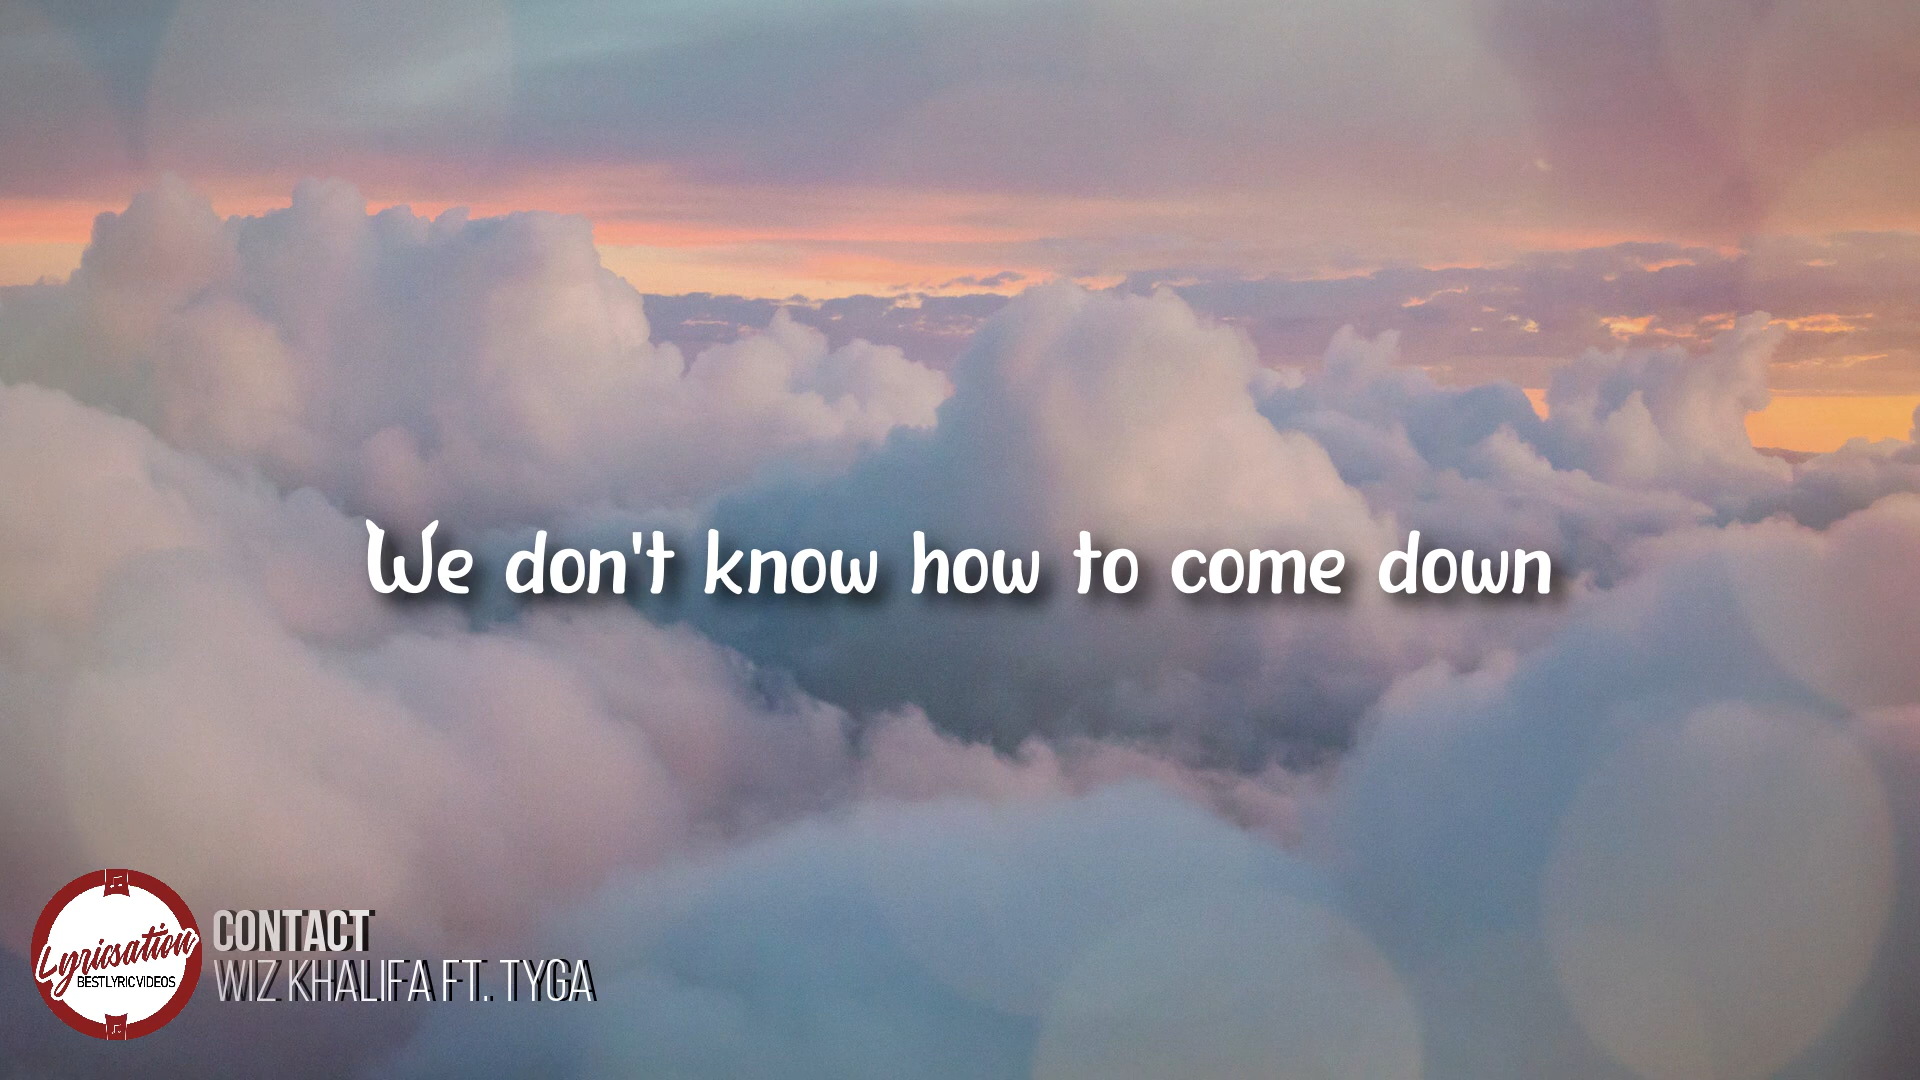 We don't know how to come down
Lyricsation
BESTLYRICVIDEOS
CONTACT
WIZ KHALIFA FT. TYGA